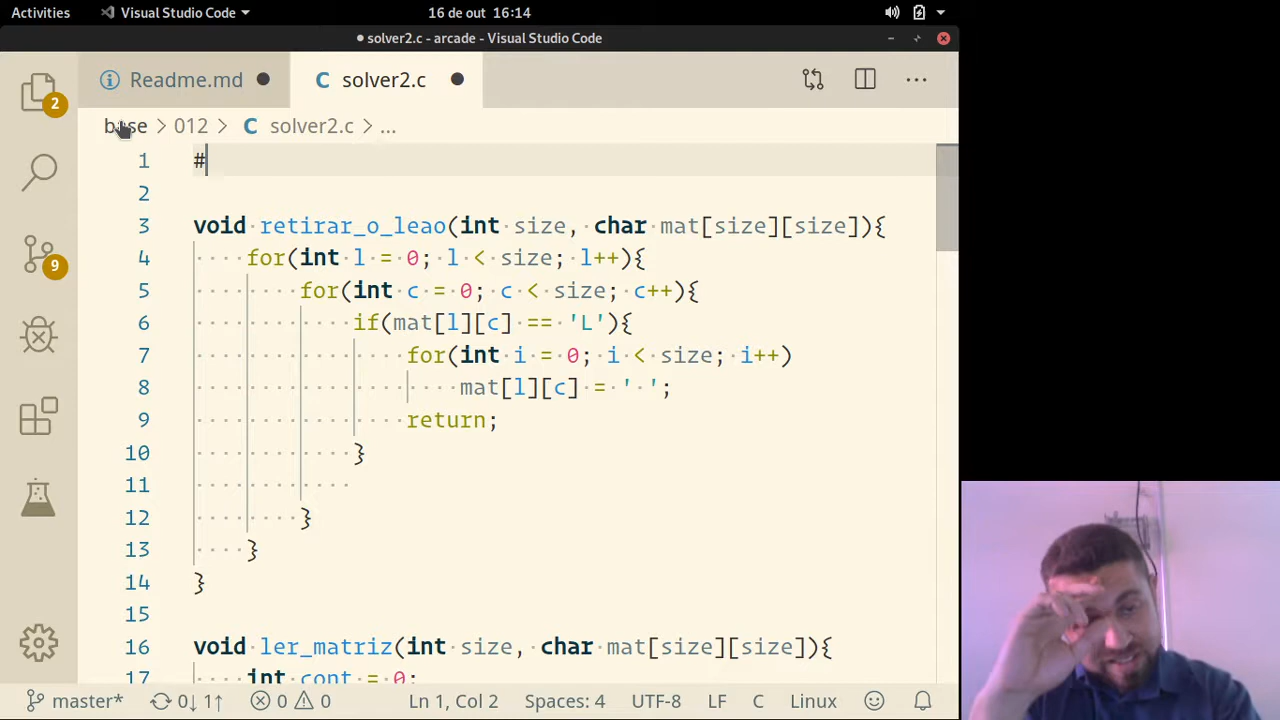 Activities Visual Studio Code 16 de out 16:14
solver2.c - arcade - Visual Studio Code
2 Readme.md C solver2.c ...
base > 012 > C solver2.c > ...
1 #
2
3 void retirar_o_leao(int size, char mat[size][size]){
4 for(int l = 0; l < size; l++){
5 for(int c = 0; c < size; c++){
6 if(mat[l][c] == 'L'){
7 for(int i = 0; i < size; i++)
8 mat[l][c] = ' ';
9 return;
10 }
11
12 }
13 }
14 }
15
16 void ler_matriz(int size, char mat[size][size]){
17 int cont = 0;
9
master* 0↓ 1↑ 0 0 Ln 1, Col 2 Spaces: 4 UTF-8 LF C Linux